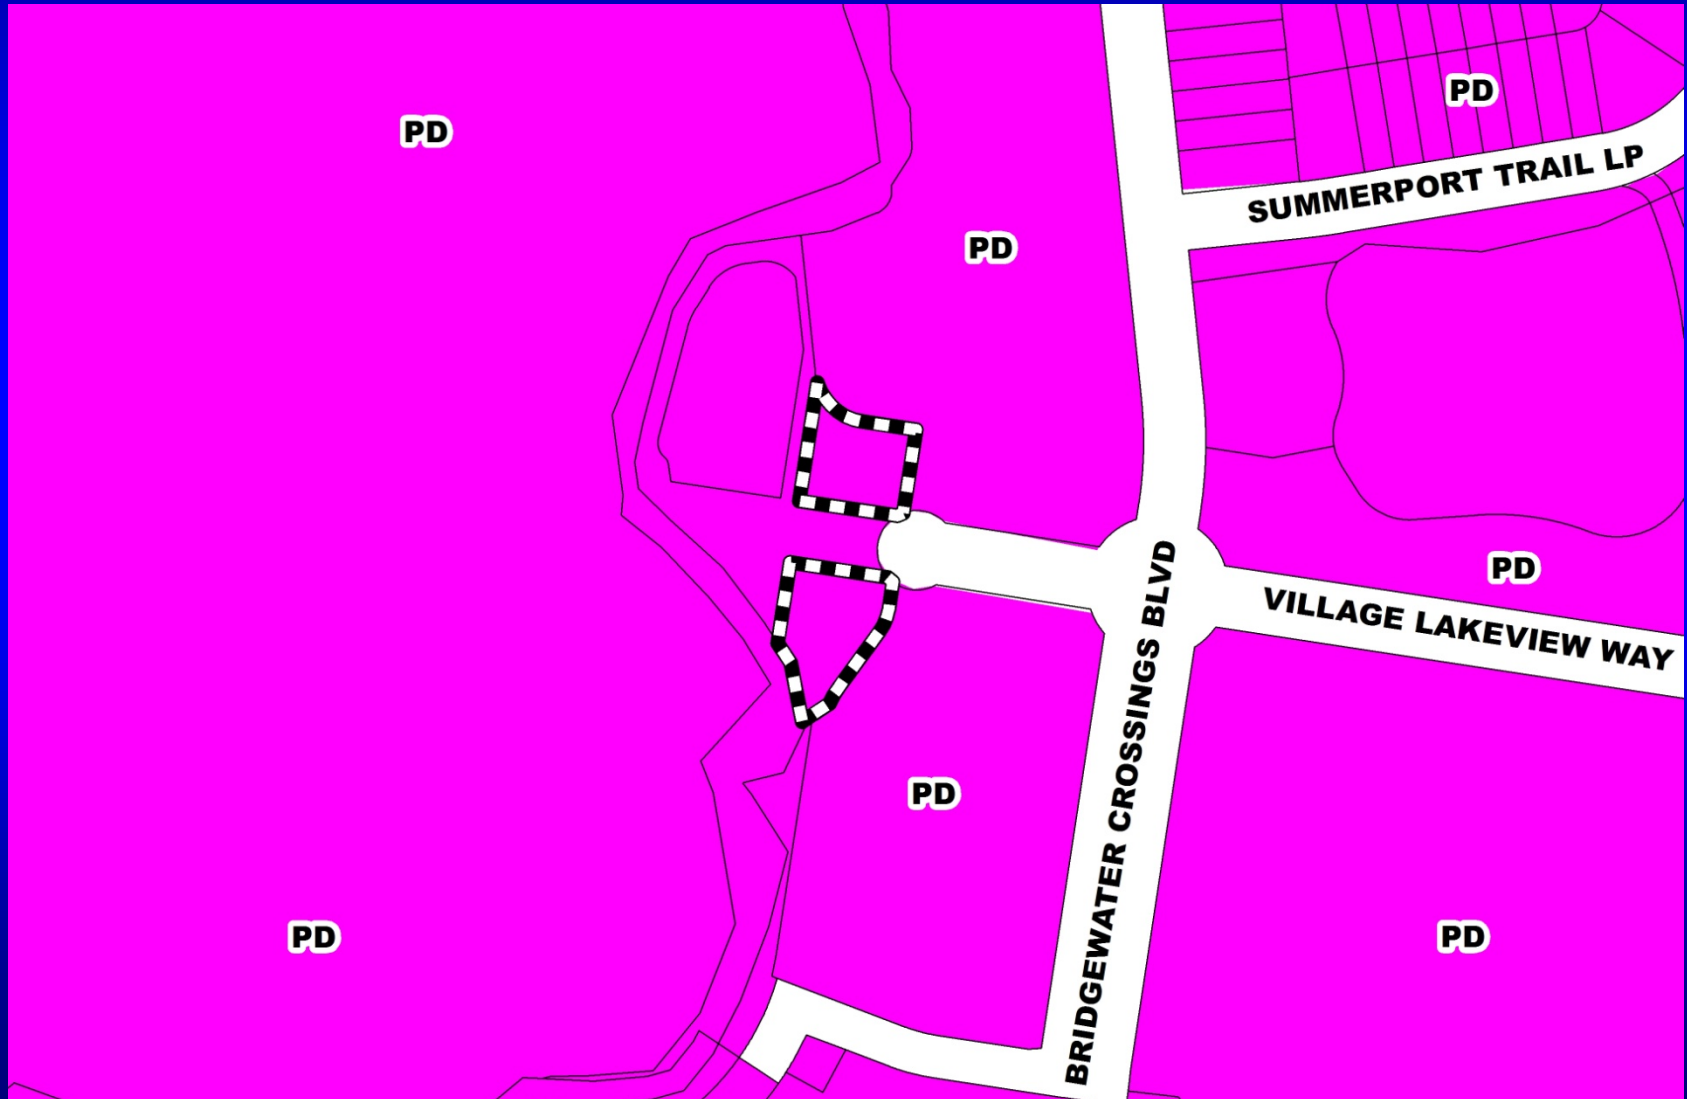 PD
PD
SUMMERPORT TRAIL LP
PD
PD
VILLAGE LAKEVIEW WAY
BRIDGEWATER CROSSINGS BLVD
PD
PD
PD